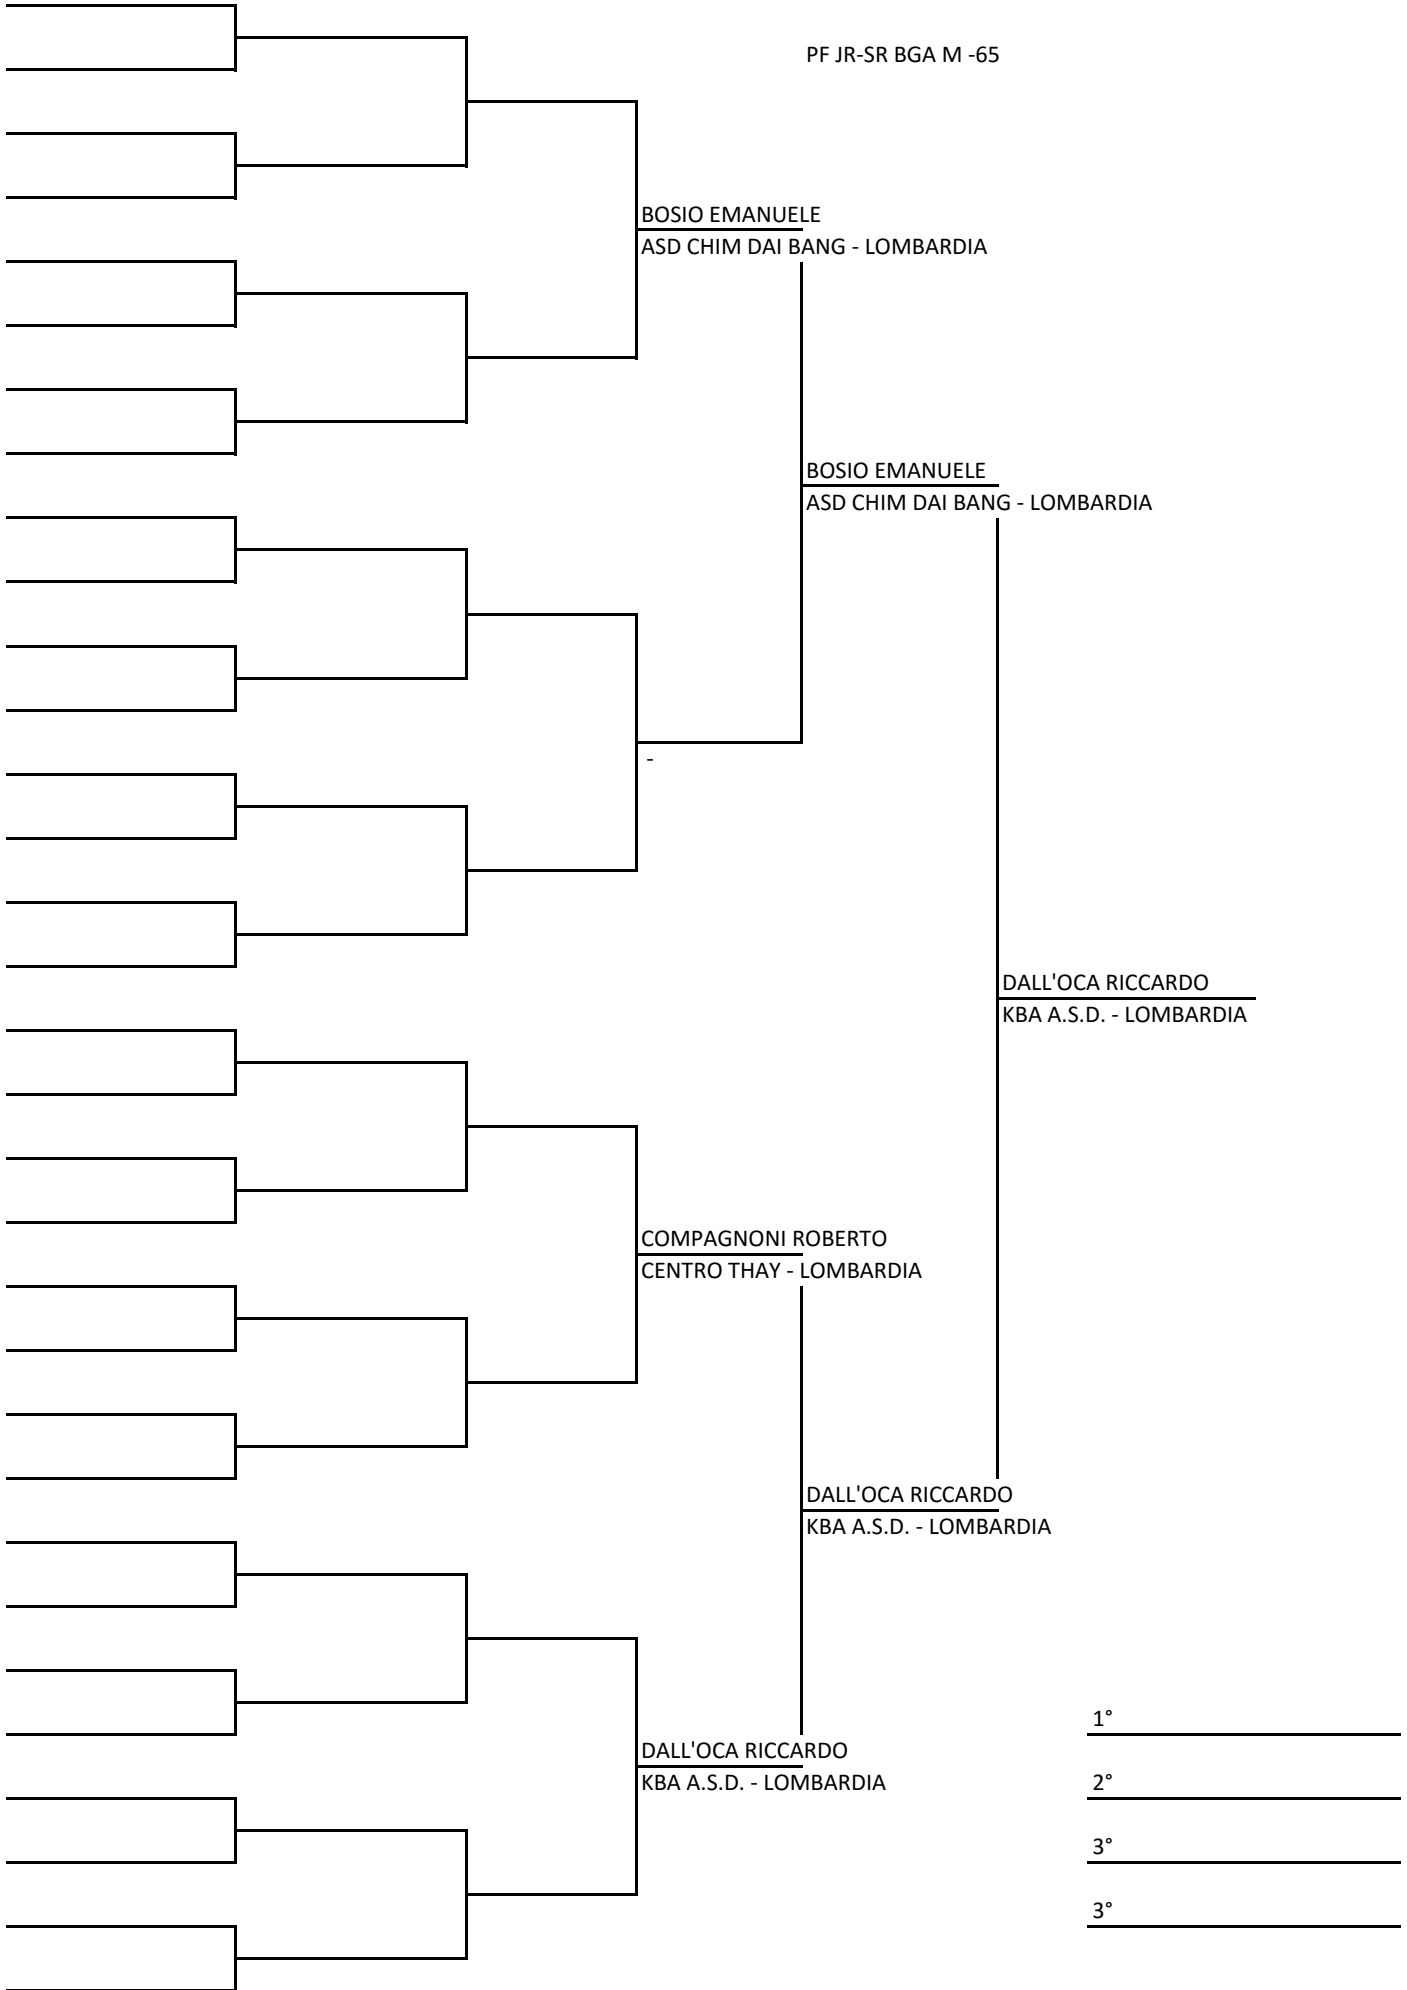 PF JR-SR BGA M -65
BOSIO EMANUELE
ASD CHIM DAI BANG - LOMBARDIA
BOSIO EMANUELE
ASD CHIM DAI BANG - LOMBARDIA
-
DALL'OCA RICCARDO
KBA A.S.D. - LOMBARDIA
COMPAGNONI ROBERTO
CENTRO THAY - LOMBARDIA
DALL'OCA RICCARDO
KBA A.S.D. - LOMBARDIA
1°
DALL'OCA RICCARDO
KBA A.S.D. - LOMBARDIA
2°
3°
3°